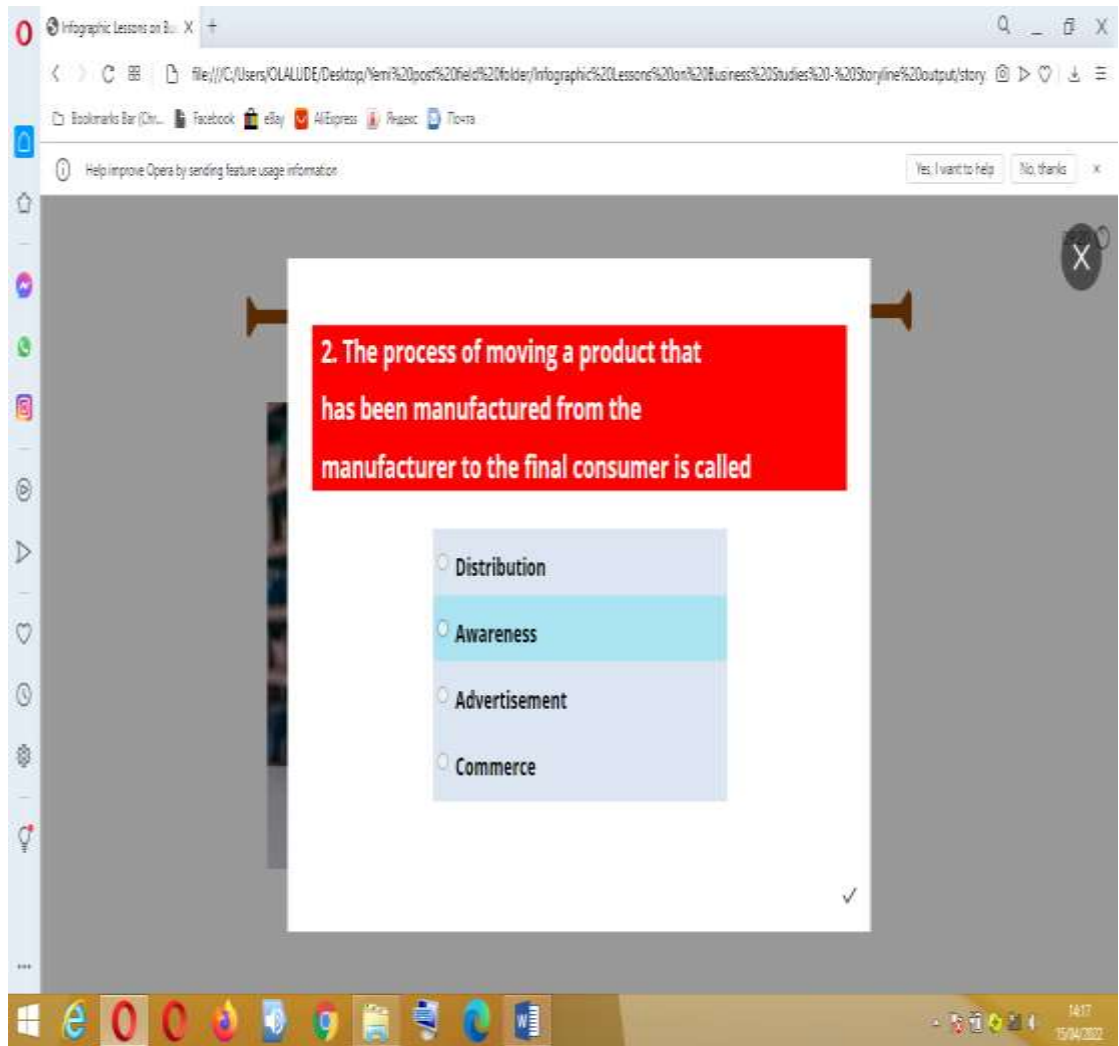 Infographic Lessons on Bu... X +
file:///C:/Users/OLALUDE/Desktop/Yemi%20post%20field%20folder/Infographic%20Lessons%20on%20Business%20Studies%20-%20Storyline%20output/story.
Bookmarks Bar (Chr... Facebook eBay AliExpress Яндекс Почта
Help improve Opera by sending feature usage information Yes, I want to help No, thanks x
2. The process of moving a product that
has been manufactured from the
manufacturer to the final consumer is called
Distribution
Awareness
Advertisement
Commerce
14:17
15/04/2022